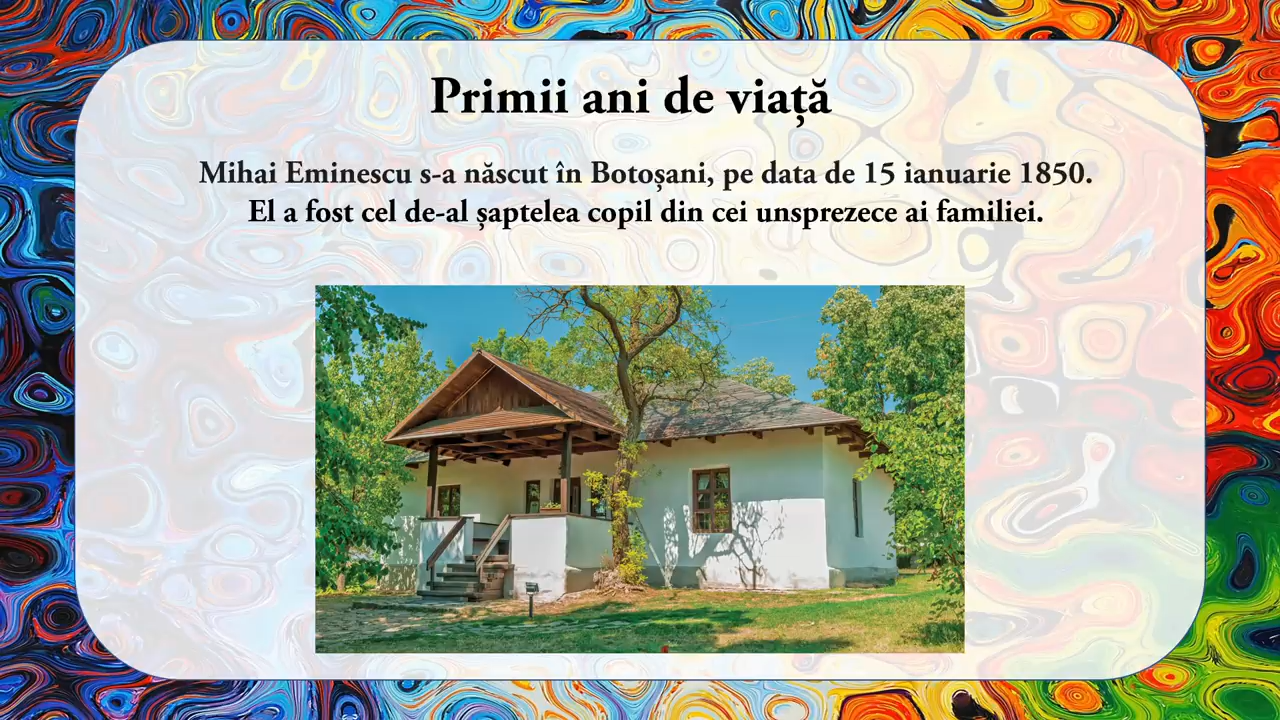 Primii ani de viață
Mihai Eminescu s-a născut în Botoșani, pe data de 15 ianuarie 1850.
El a fost cel de-al șaptelea copil din cei unsprezece ai familiei.